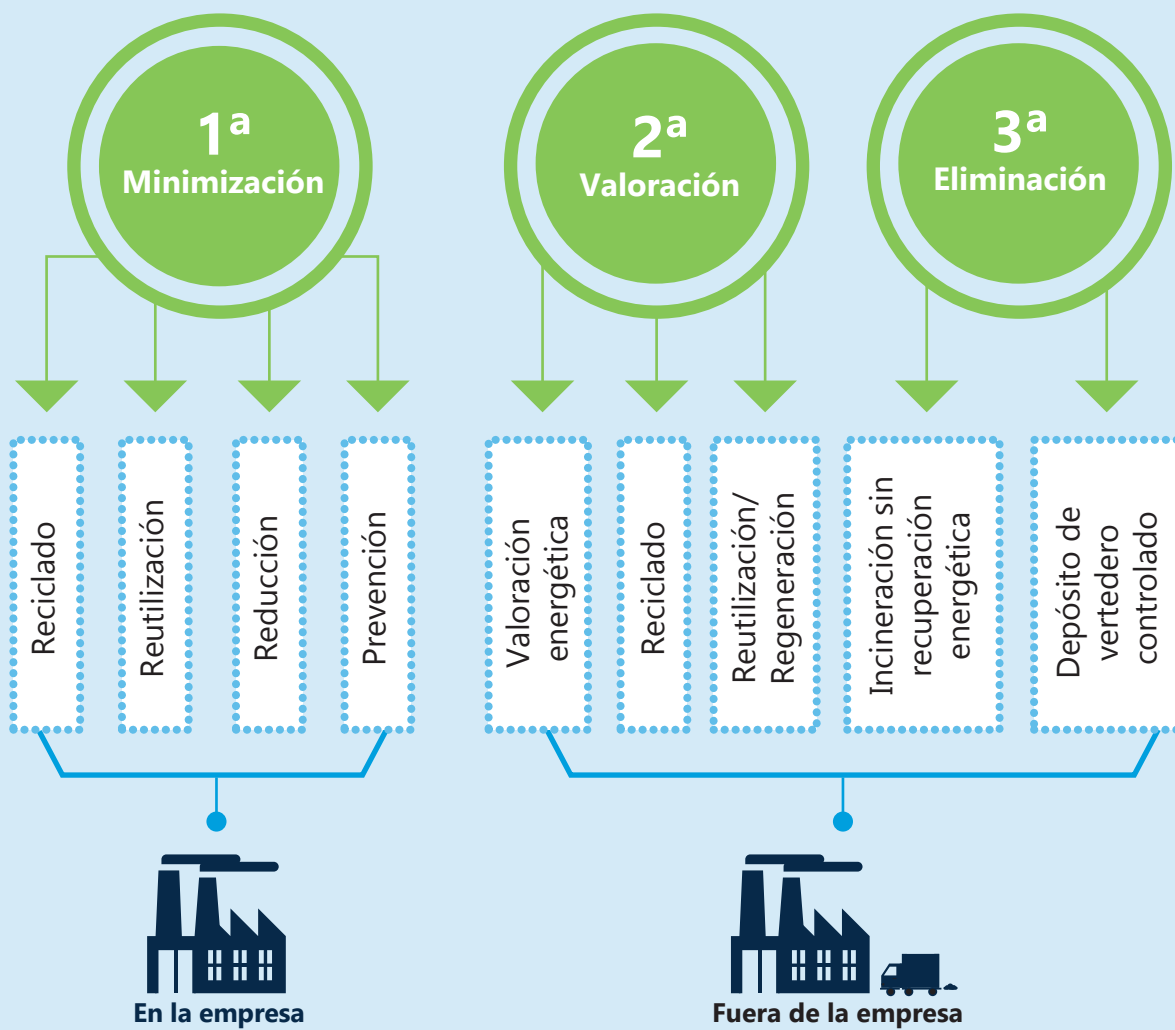 1ª
Minimización
2ª
Valoración
3ª
Eliminación
Reciclado
Reutilización
Reducción
Prevención
Valoración
energética
Reciclado
Reutilización/
Regeneración
Incineración sin
recuperación
energética
Depósito de
vertedero
controlado
En la empresa
Fuera de la empresa